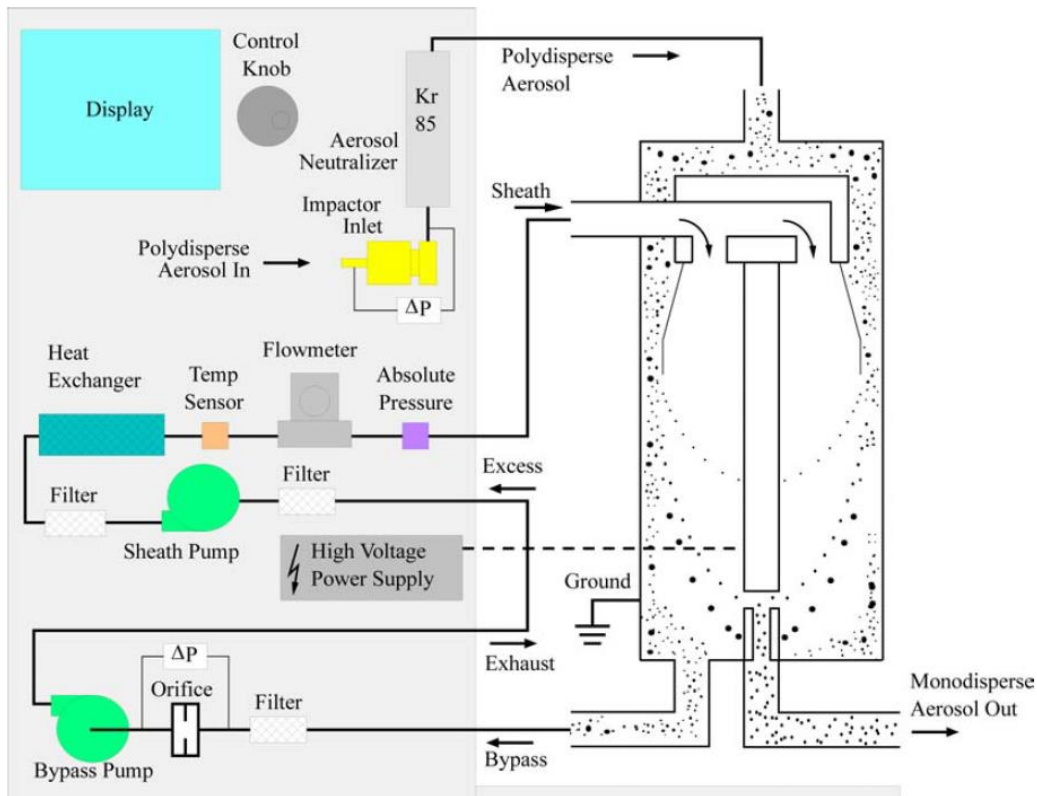 Display
Control
Knob
Kr
85
Aerosol
Neutralizer
Impactor
Inlet
Polydisperse
Aerosol In
ΔP
Polydisperse
Aerosol
Sheath
Heat
Exchanger
Temp
Sensor
Flowmeter
Absolute
Pressure
Filter
Sheath Pump
Filter
Excess
High Voltage
Power Supply
Ground
Exhaust
ΔP
Orifice
Filter
Bypass Pump
Bypass
Monodisperse
Aerosol Out